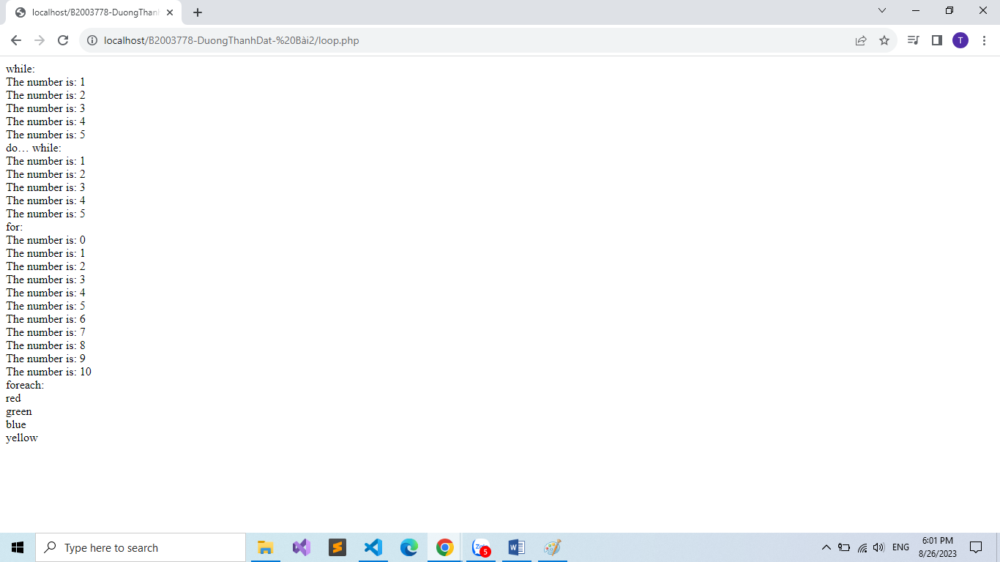 localhost/B2003778-DuongThanh
localhost/B2003778-DuongThanhDat-%20Bài2/loop.php
T
while:
The number is: 1
The number is: 2
The number is: 3
The number is: 4
The number is: 5
do… while:
The number is: 1
The number is: 2
The number is: 3
The number is: 4
The number is: 5
for:
The number is: 0
The number is: 1
The number is: 2
The number is: 3
The number is: 4
The number is: 5
The number is: 6
The number is: 7
The number is: 8
The number is: 9
The number is: 10
foreach:
red
green
blue
yellow
Type here to search
5
W
ENG
6:01 PM
8/26/2023